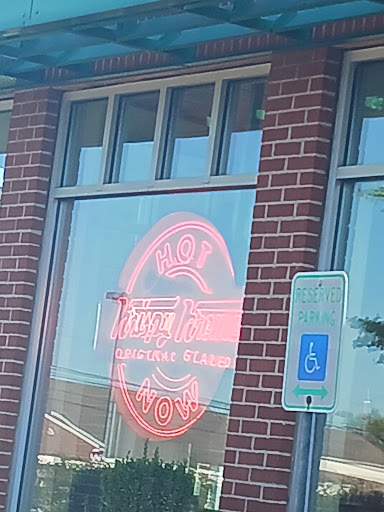 HOT
Krispy Kreme
ORIGINAL GLAZED
NOW
RESERVED
PARKING